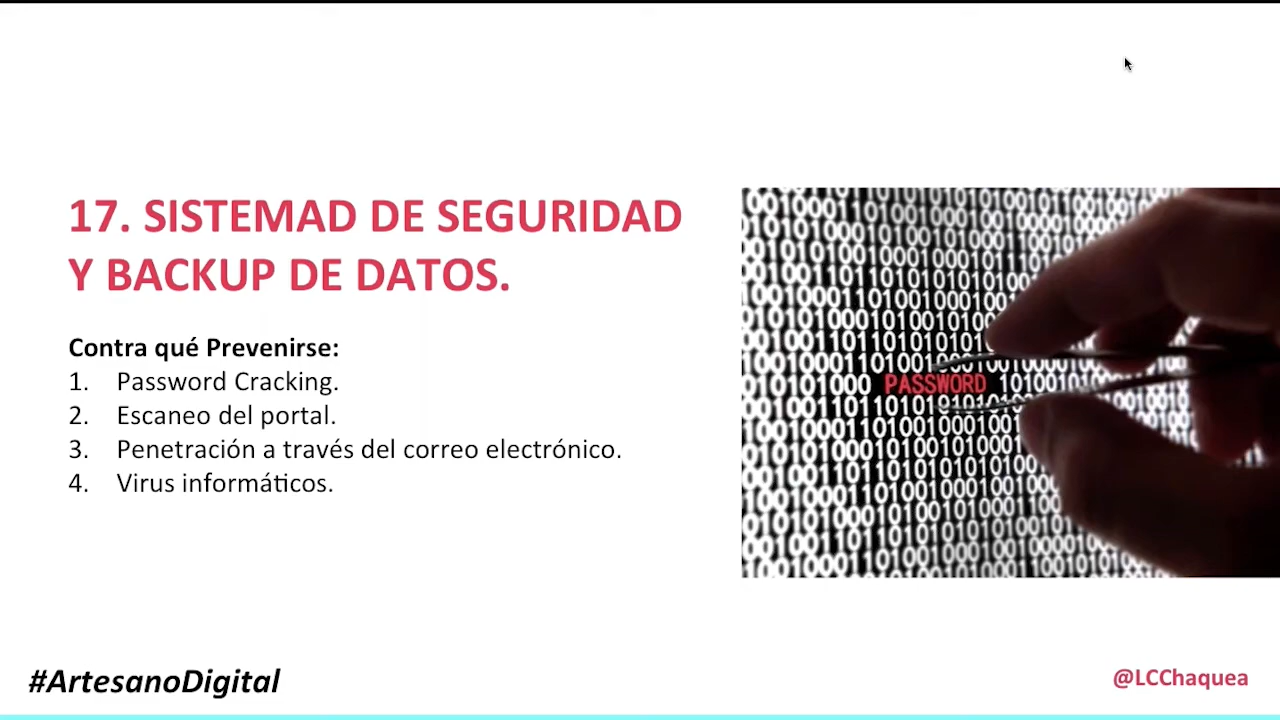 17. SISTEMAD DE SEGURIDAD
Y BACKUP DE DATOS.
Contra qué Prevenirse:
1. Password Cracking.
2. Escaneo del portal.
3. Penetración a través del correo electrónico.
4. Virus informáticos.
PASSWORD
#ArtesanoDigital
@LCChaquea